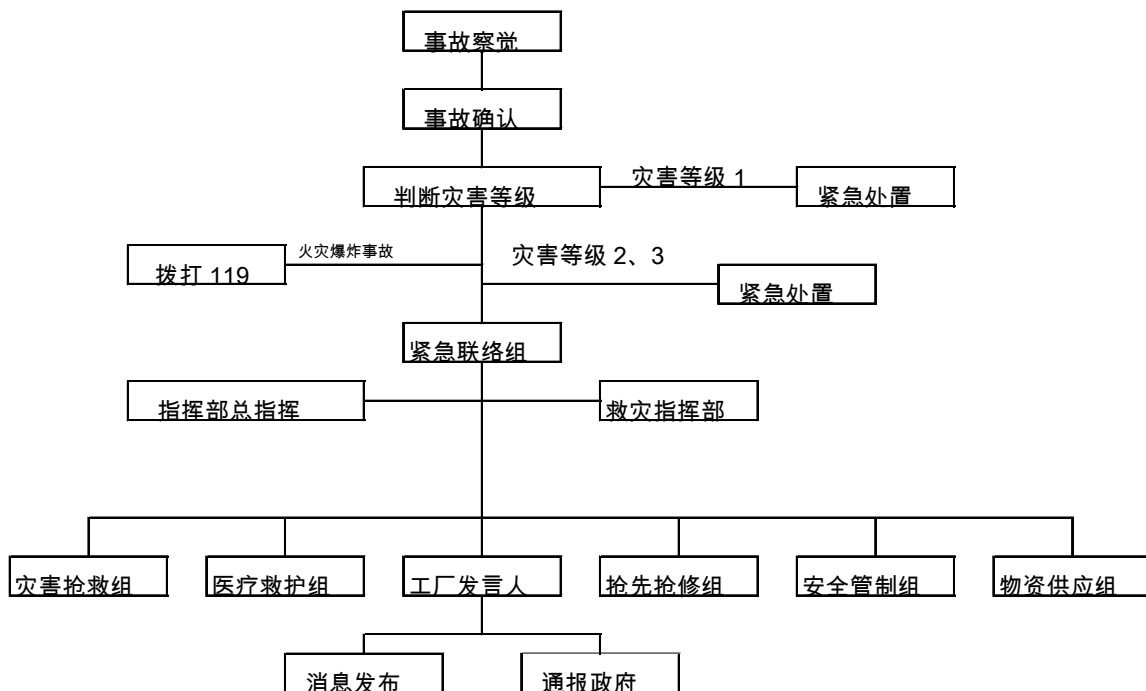 事故察觉
事故确认
判断灾害等级
灾害等级 1
紧急处置
拨打 119
火灾爆炸事故
灾害等级 2、3
紧急处置
紧急联络组
指挥部总指挥
救灾指挥部
灾害抢救组
医疗救护组
工厂发言人
抢先抢修组
安全管制组
物资供应组
消息发布
通报政府